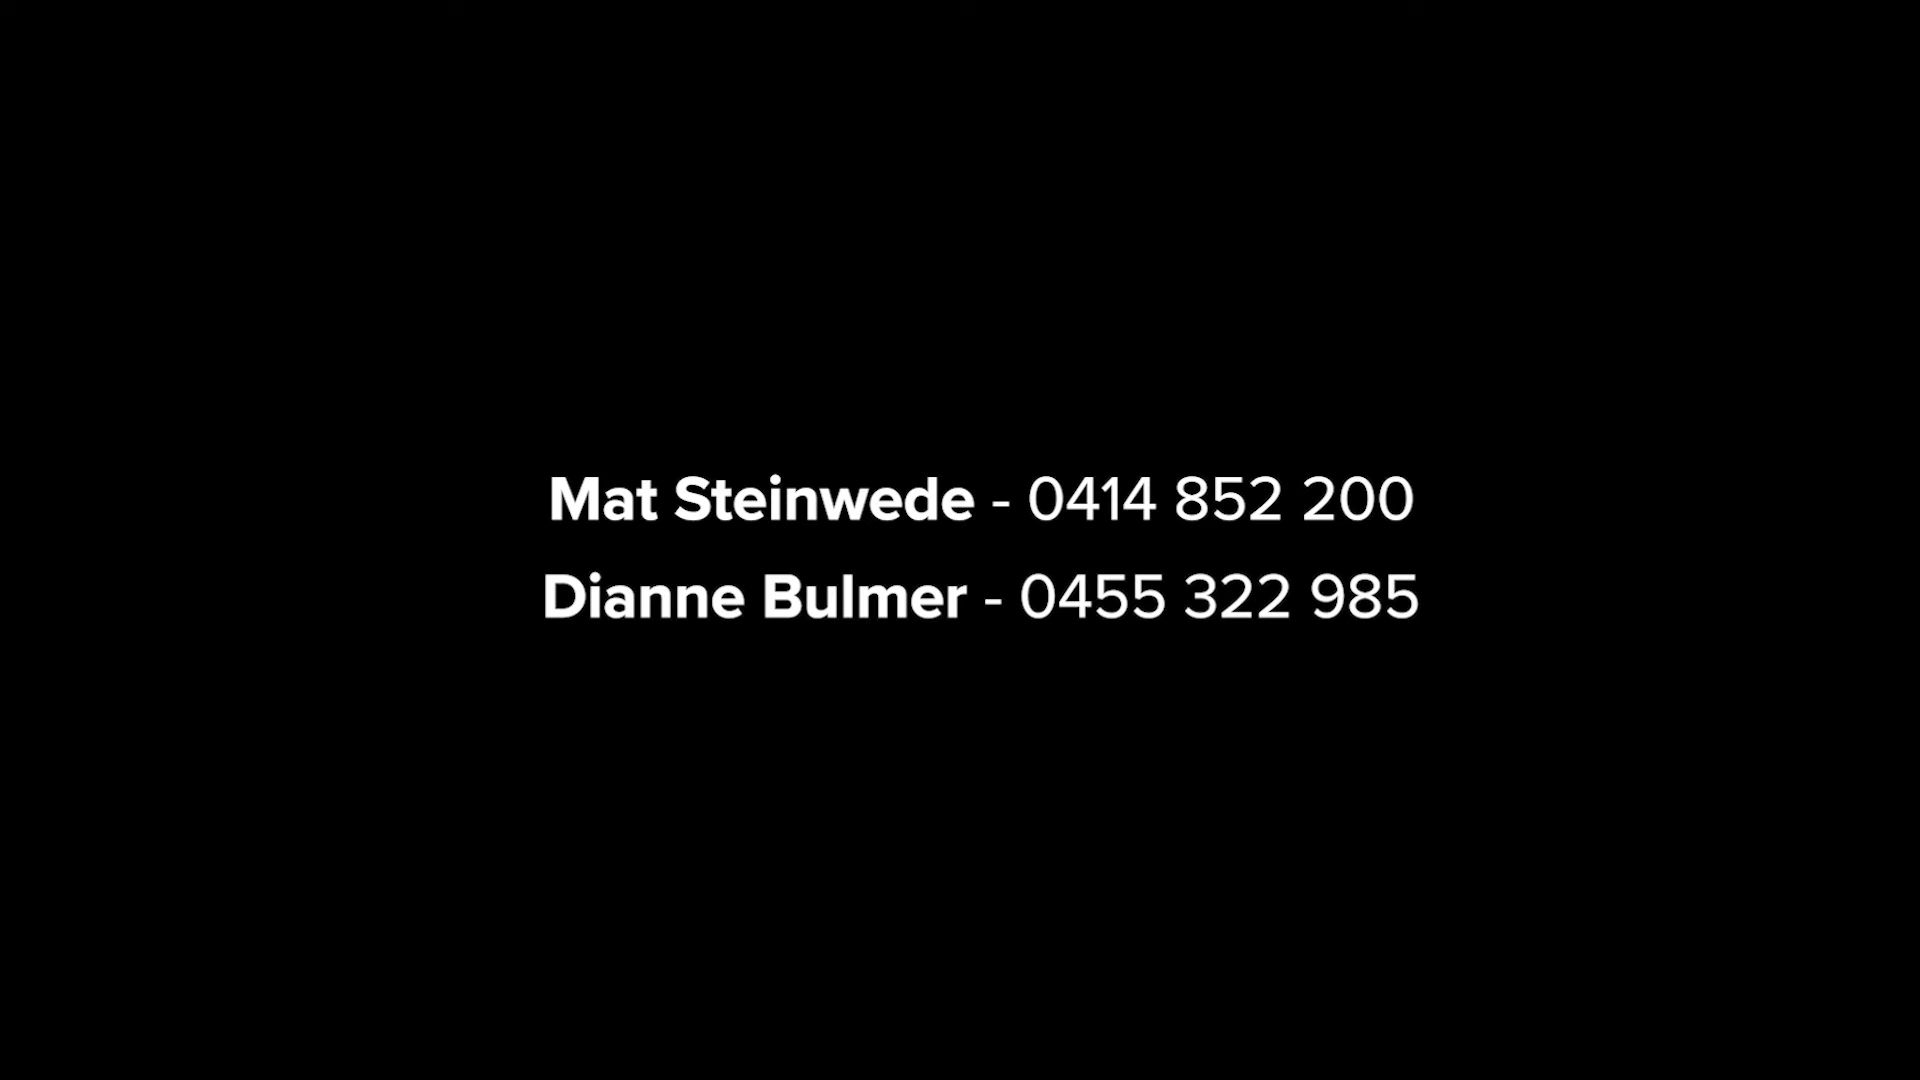 Mat Steinwede - 0414 852 200
Dianne Bulmer - 0455 322 985